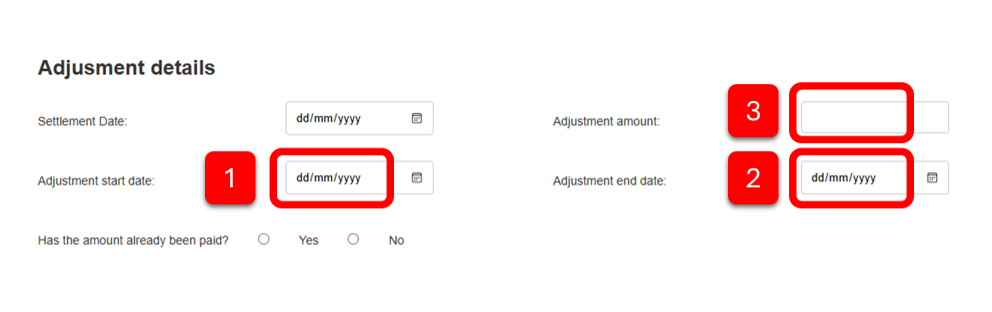 Adjusment details
Settlement Date: dd/mm/yyyy
Adjustment amount: 3
Adjustment start date: 1 dd/mm/yyyy
Adjustment end date: 2 dd/mm/yyyy
Has the amount already been paid? Yes No